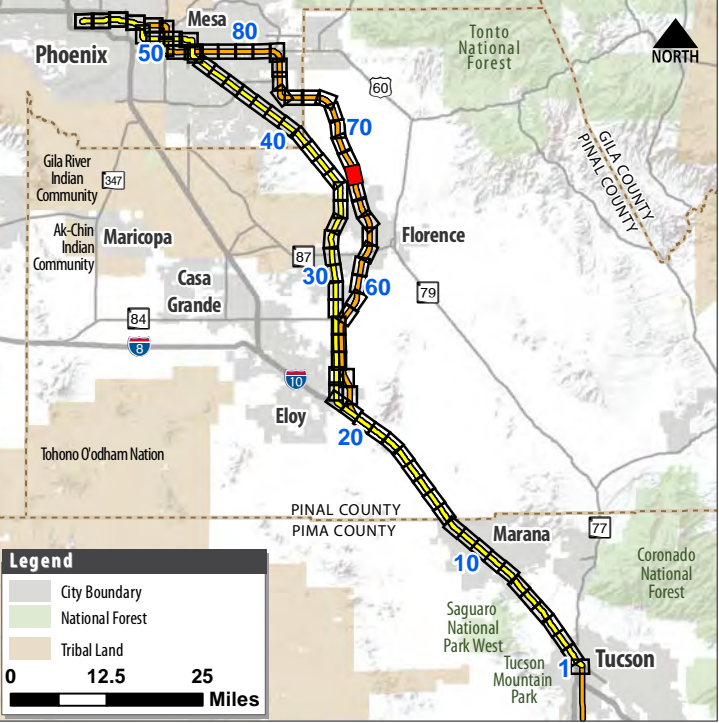 Mesa
80
Phoenix
50
Tonto
National
Forest
NORTH
60
40
70
GILA COUNTY
PINAL COUNTY
Gila River
Indian
Community
347
Ak-Chin
Indian
Community
Maricopa
Florence
87
30
60
Casa
Grande
79
84
8
10
Eloy
20
Tohono O'odham Nation
PINAL COUNTY
PIMA COUNTY
Marana
77
10
Coronado
National
Forest
Saguaro
National
Park West
Tucson
Mountain
Park
1
Tucson
Legend
City Boundary
National Forest
Tribal Land
0 12.5 25
Miles